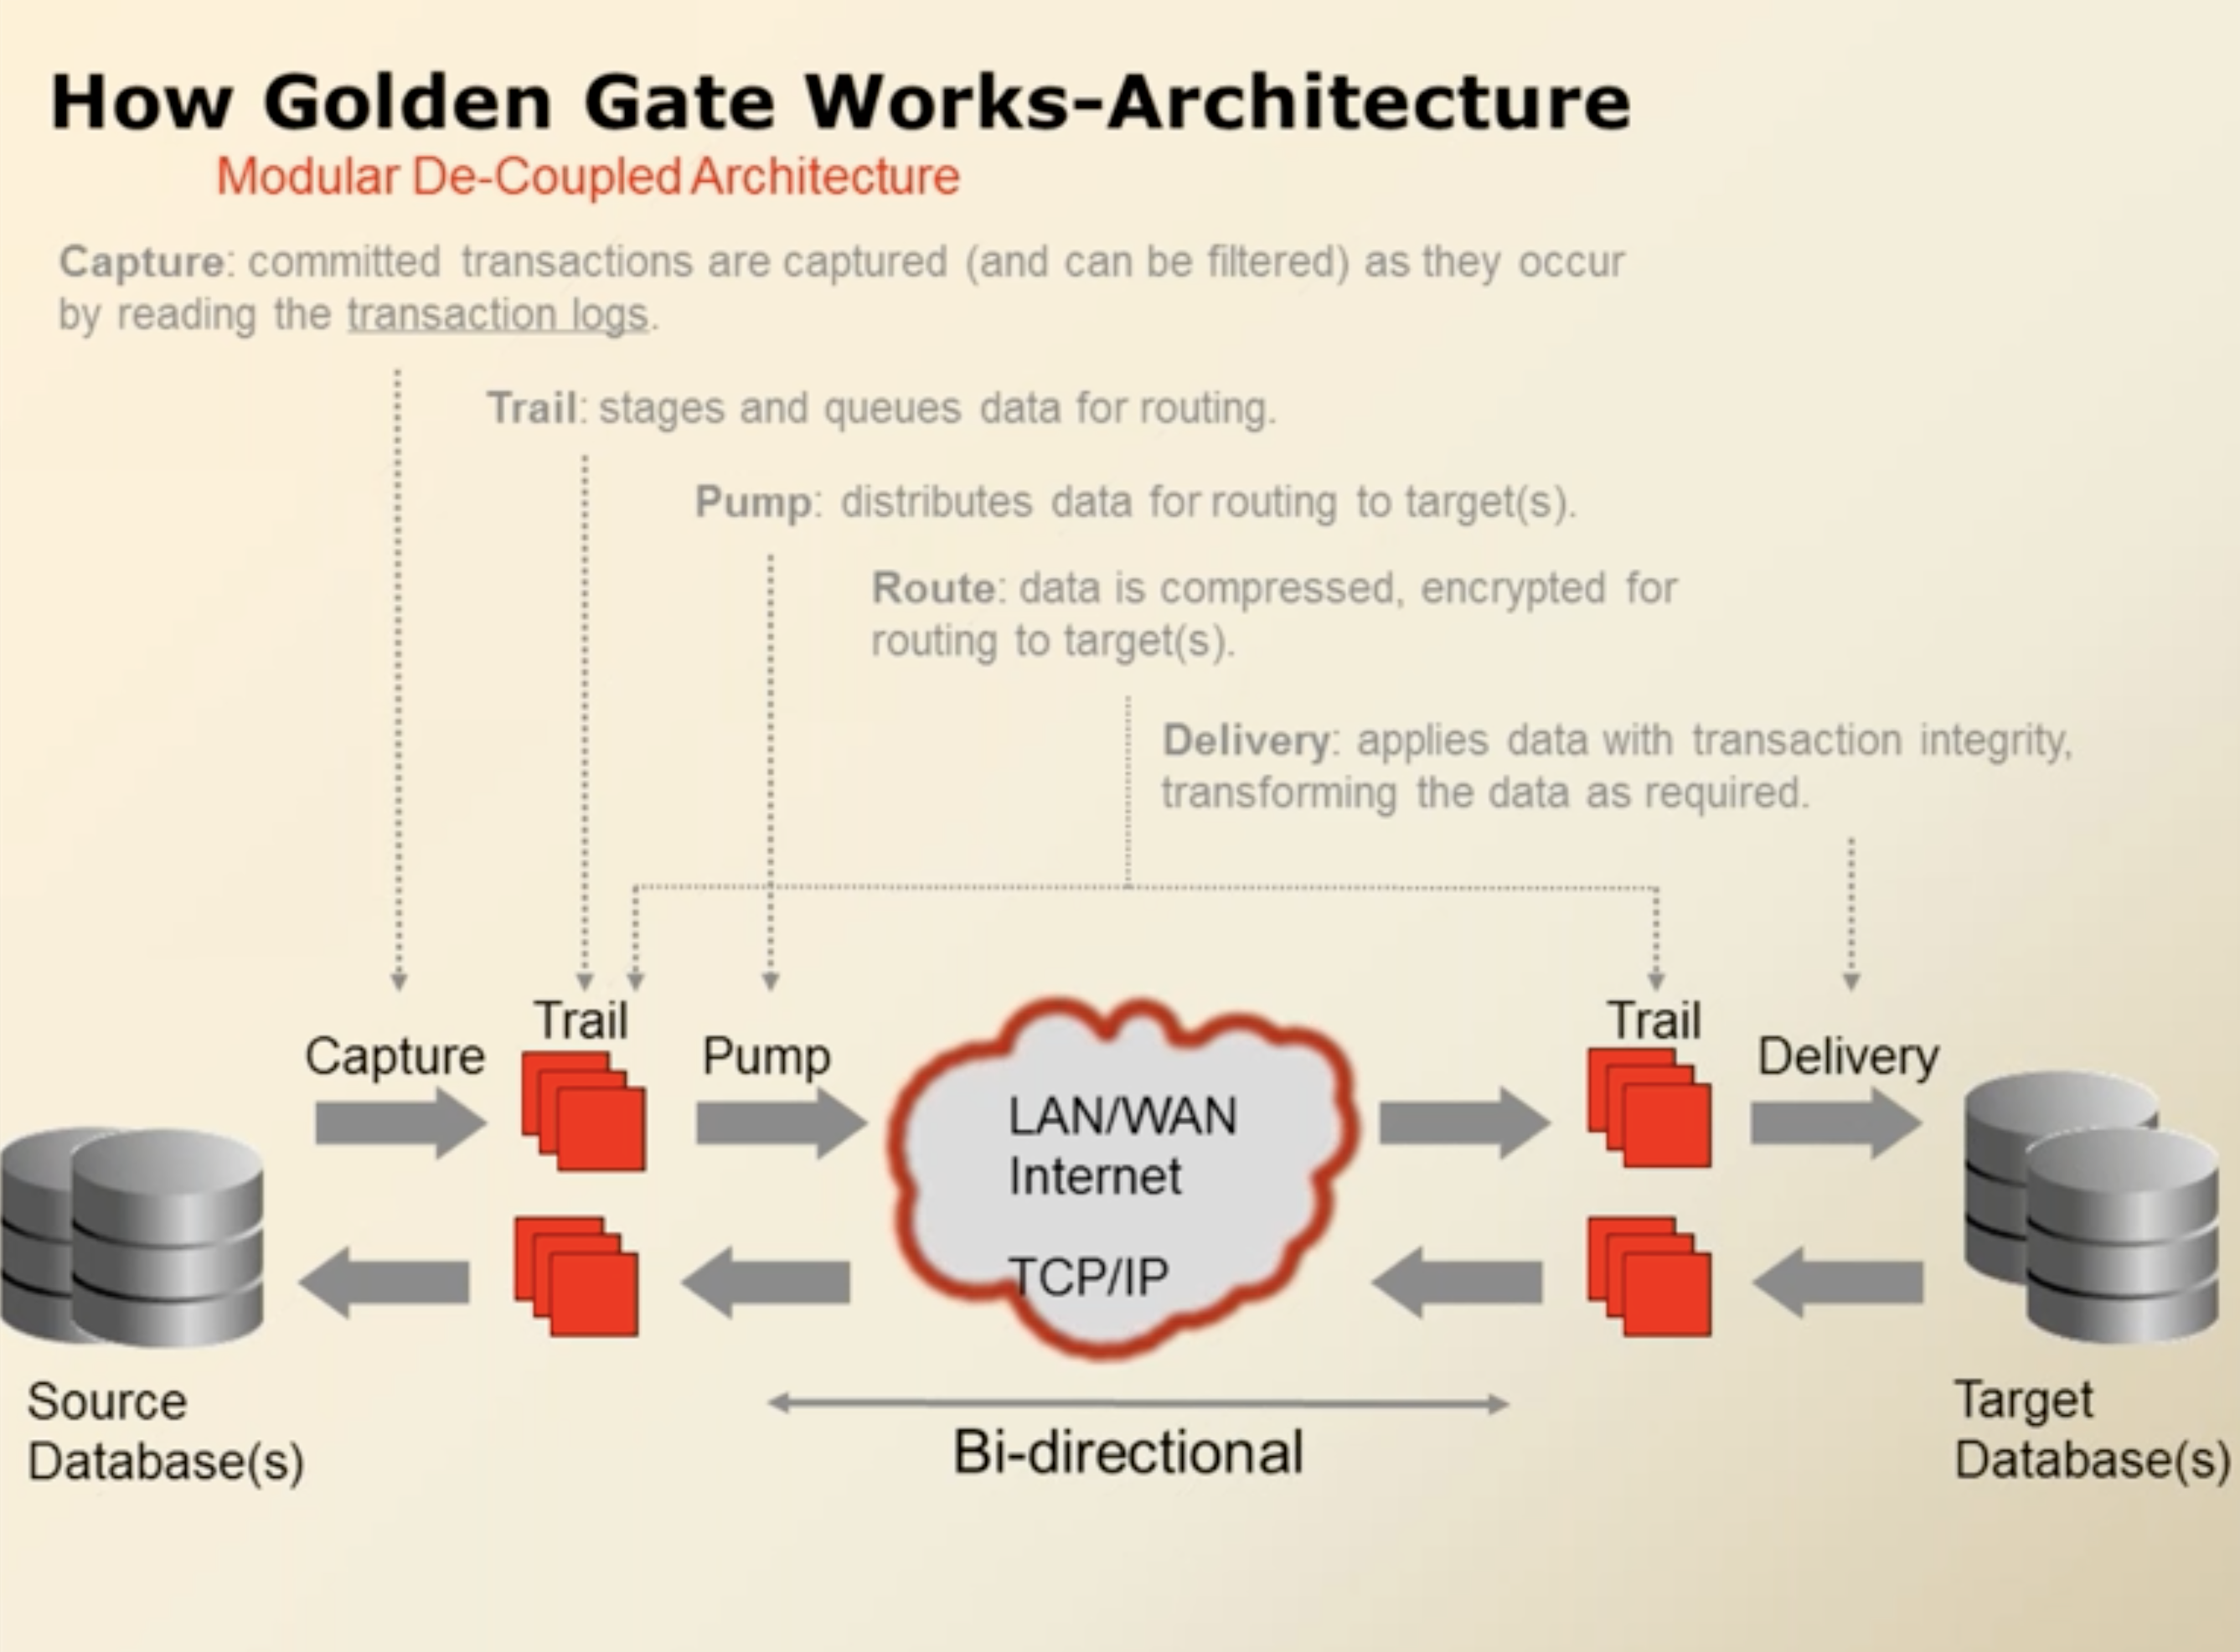 How Golden Gate Works-Architecture
Modular De-Coupled Architecture
Capture: committed transactions are captured (and can be filtered) as they occur
by reading the transaction logs.
Trail: stages and queues data for routing.
Pump: distributes data for routing to target(s).
Route: data is compressed, encrypted for
routing to target(s).
Delivery: applies data with transaction integrity,
transforming the data as required.
Capture
Trail
Pump
LAN/WAN
Internet
TCP/IP
Trail
Delivery
Source
Database(s)
Bi-directional
Target
Database(s)